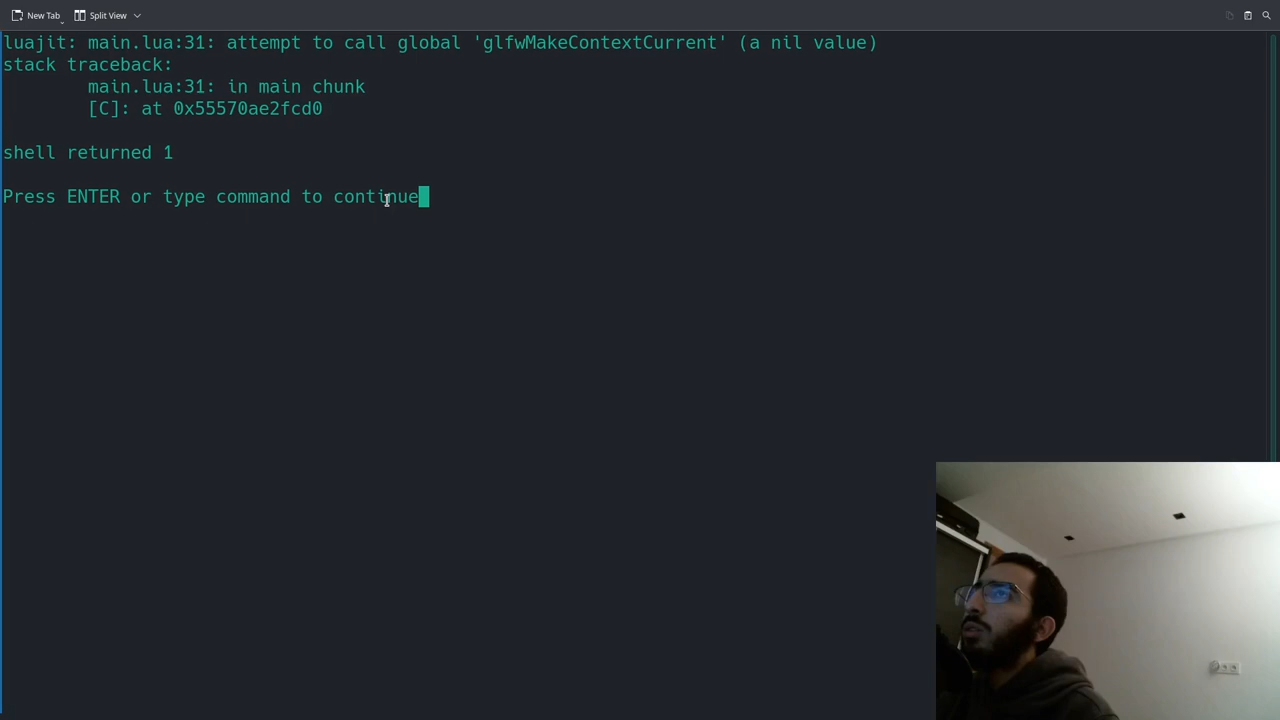 New Tab
Split View
luajit: main.lua:31: attempt to call global 'glfwMakeContextCurrent' (a nil value)
stack traceback:
main.lua:31: in main chunk
[C]: at 0x55570ae2fcd0
shell returned 1
Press ENTER or type command to continue